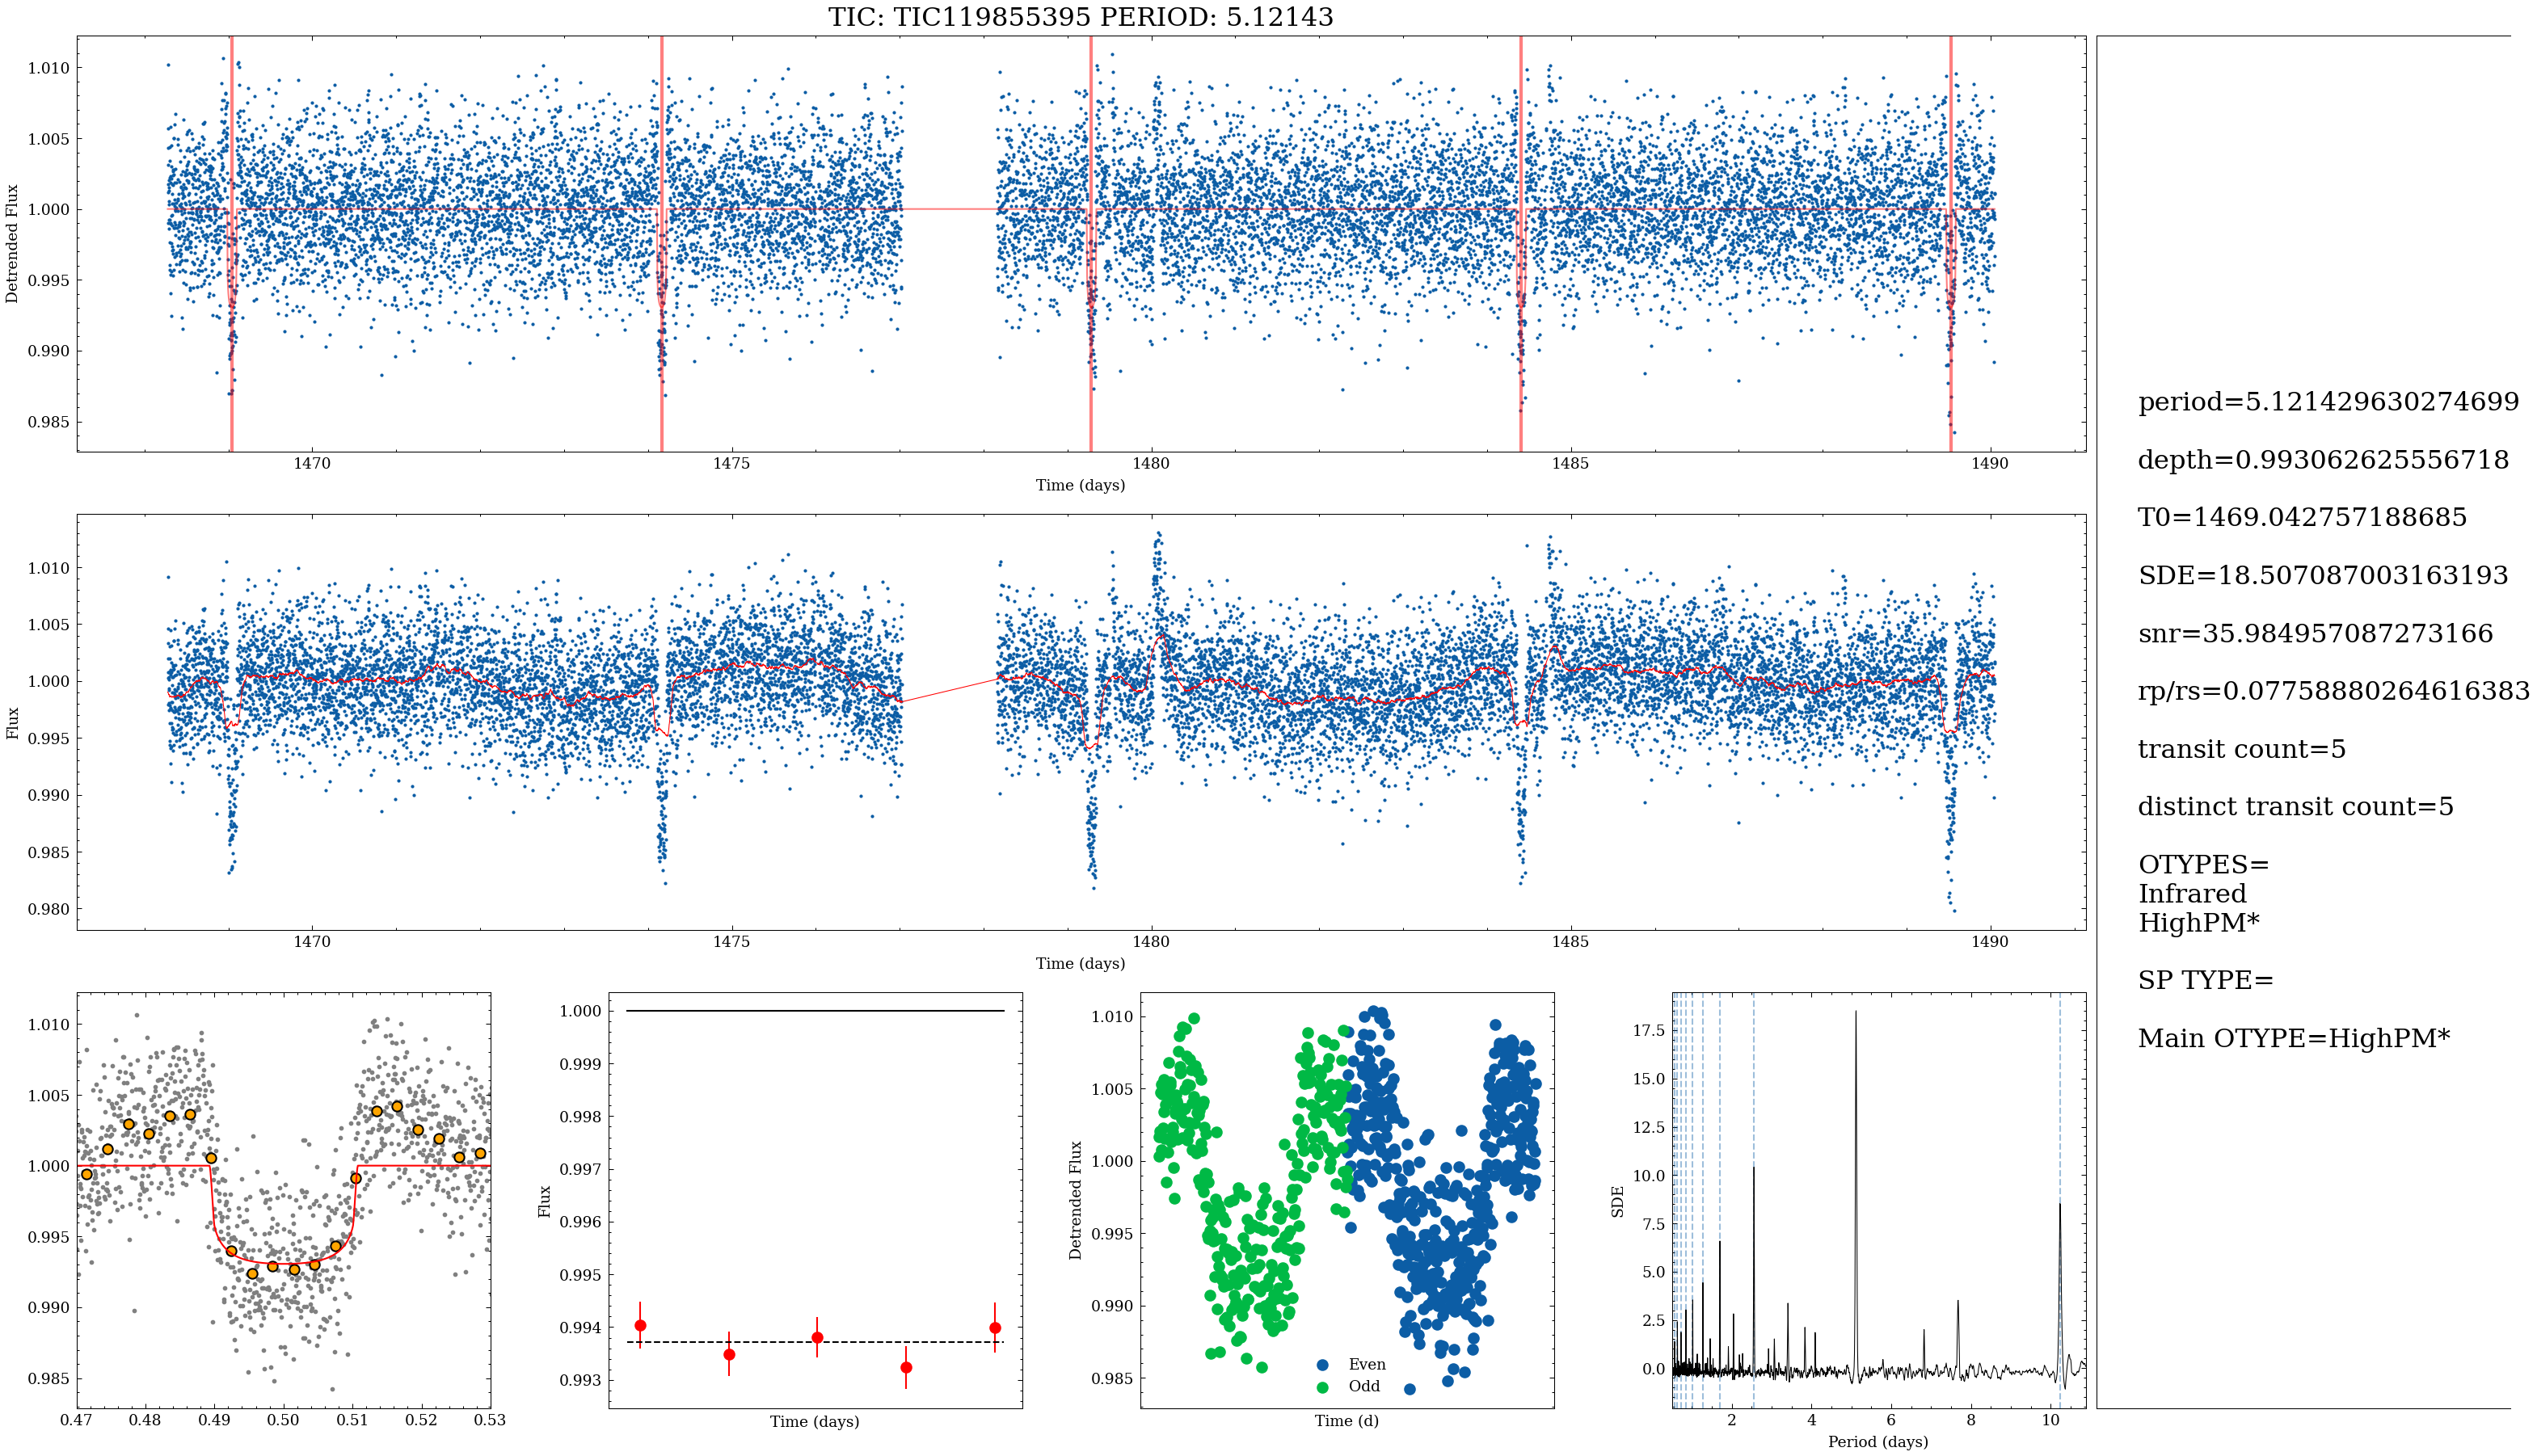 TIC: TIC119855395 PERIOD: 5.12143
1.010
1.005
1.000
0.995
0.990
0.985
Detrended Flux
1470
1475
1480
1485
1490
Time (days)
1.010
1.005
1.000
0.995
0.990
0.985
0.980
Flux
1470
1475
1480
1485
1490
Time (days)
1.010
1.005
1.000
0.995
0.990
0.985
0.47
0.48
0.49
0.50
0.51
0.52
0.53
1.000
0.999
0.998
0.997
0.996
0.995
0.994
0.993
Flux
Time (days)
1.010
1.005
1.000
0.995
0.990
0.985
Detrended Flux
Even
Odd
Time (d)
17.5
15.0
12.5
10.0
7.5
5.0
2.5
0.0
SDE
2
4
6
8
10
Period (days)
period=5.121429630274699
depth=0.993062625556718
T0=1469.042757188685
SDE=18.507087003163193
snr=35.984957087273166
rp/rs=0.07758880264616383
transit count=5
distinct transit count=5
OTYPES=
Infrared
HighPM*
SP TYPE=
Main OTYPE=HighPM*